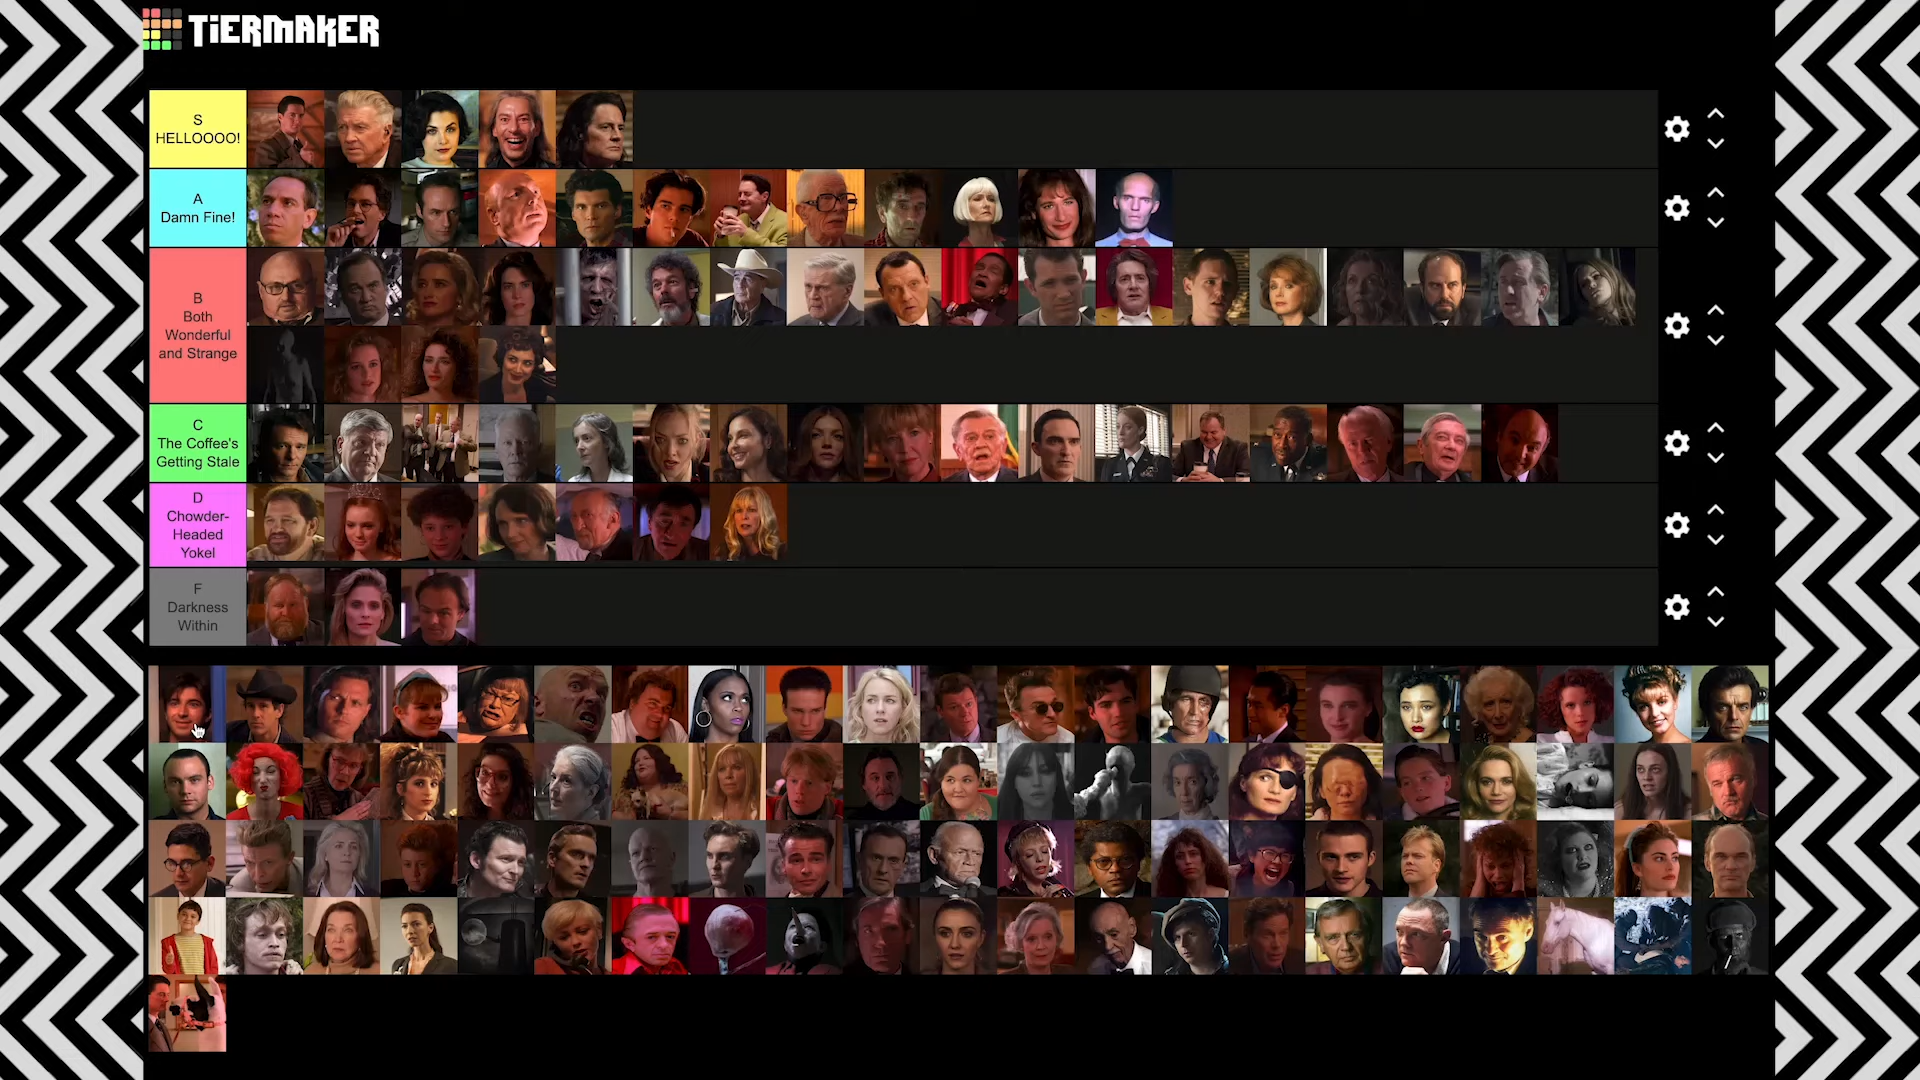 TiERMAKER
S
HELLOOOO!
A
Damn Fine!
B
Both
Wonderful
and Strange
C
The Coffee's
Getting Stale
D
Chowder-
Headed
Yokel
F
Darkness
Within